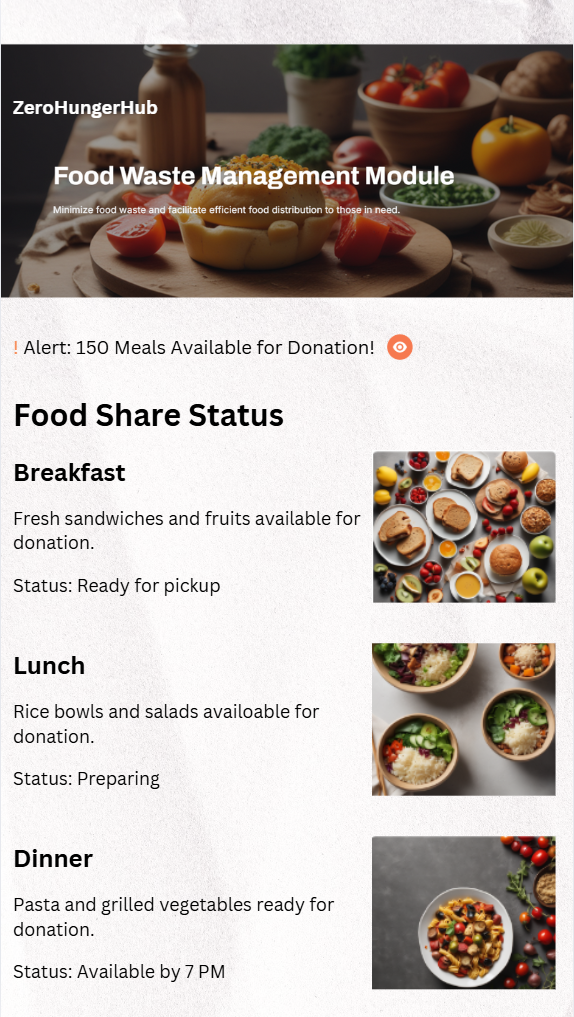 ZeroHungerHub
Food Waste Management Module
Minimize food waste and facilitate efficient food distribution to those in need.
! Alert: 150 Meals Available for Donation!
Food Share Status
Breakfast
Fresh sandwiches and fruits available for
donation.
Status: Ready for pickup
Lunch
Rice bowls and salads availoable for
donation.
Status: Preparing
Dinner
Pasta and grilled vegetables ready for
donation.
Status: Available by 7 PM